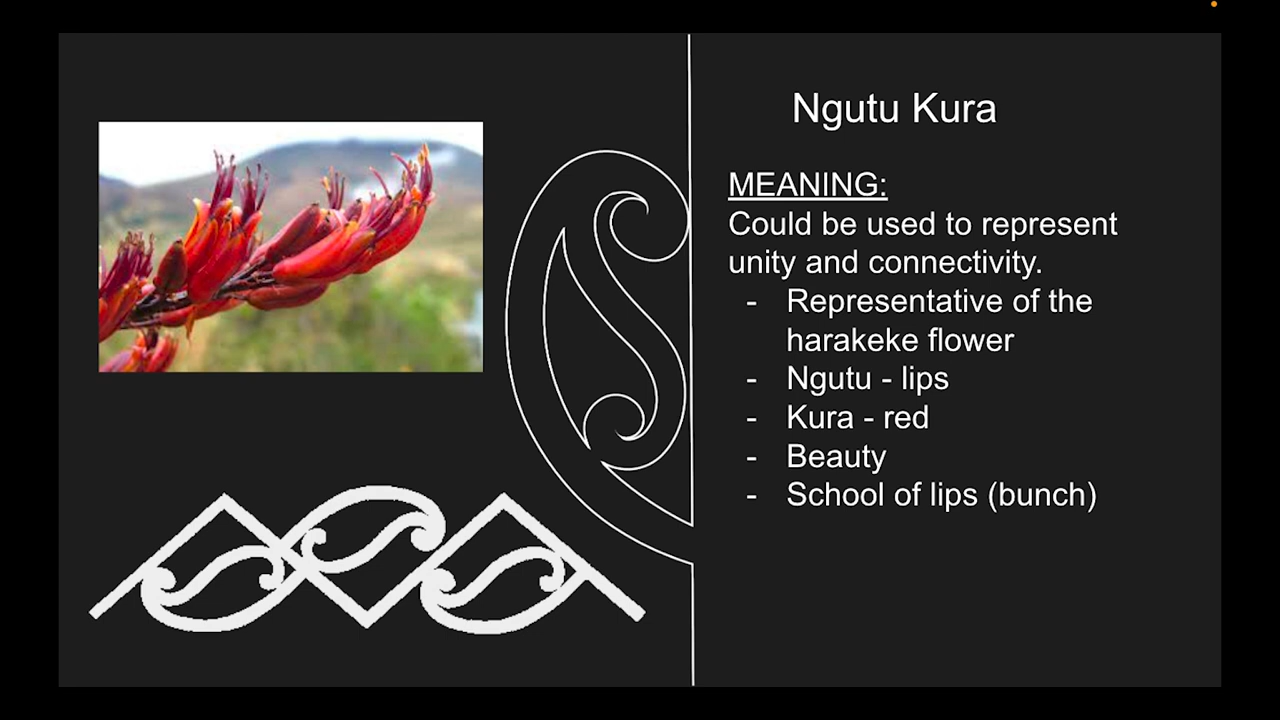 Ngutu Kura
MEANING:
Could be used to represent
unity and connectivity.
- Representative of the
harakeke flower
- Ngutu - lips
- Kura - red
- Beauty
- School of lips (bunch)